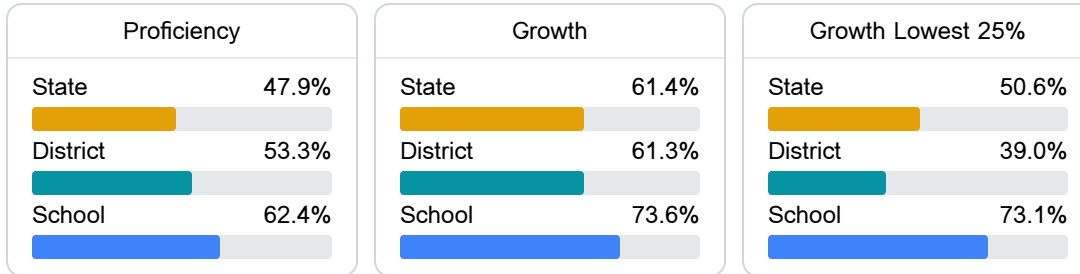 Proficiency
State 47.9%
District 53.3%
School 62.4%
Growth
State 61.4%
District 61.3%
School 73.6%
Growth Lowest 25%
State 50.6%
District 39.0%
School 73.1%